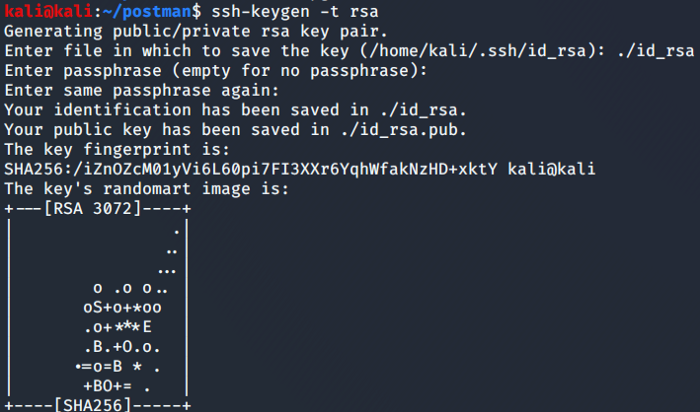 kali@kali:~/postman$ ssh-keygen -t rsa
Generating public/private rsa key pair.
Enter file in which to save the key (/home/kali/.ssh/id_rsa): ./id_rsa
Enter passphrase (empty for no passphrase):
Enter same passphrase again:
Your identification has been saved in ./id_rsa.
Your public key has been saved in ./id_rsa.pub.
The key fingerprint is:
SHA256:/iZnOZcM01yVi6L60pi7FI3XXr6YqhWfakNzHD+xktY kali@kali
The key's randomart image is:
+---[RSA 3072]----+
|                .|
|               ..|
|              ...|
|        o .o o.. |
|       oS+o+*oo  |
|       .o+***E   |
|       .B.+O.o.  |
|      .=o=B * .  |
|       +BO+= .   |
+----[SHA256]-----+